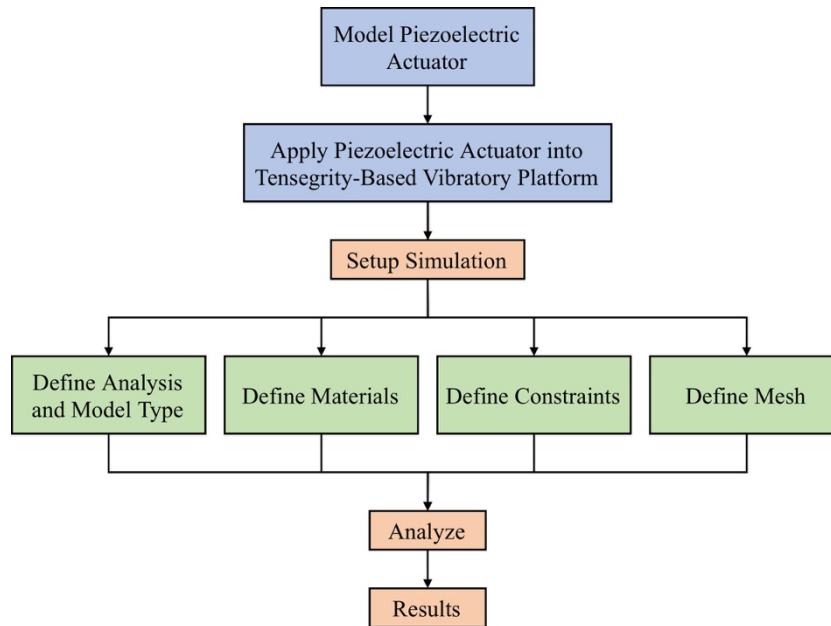 Model Piezoelectric
Actuator
Apply Piezoelectric Actuator into
Tensegrity-Based Vibratory Platform
Setup Simulation
Define Analysis
and Model Type
Define Materials
Define Constraints
Define Mesh
Analyze
Results